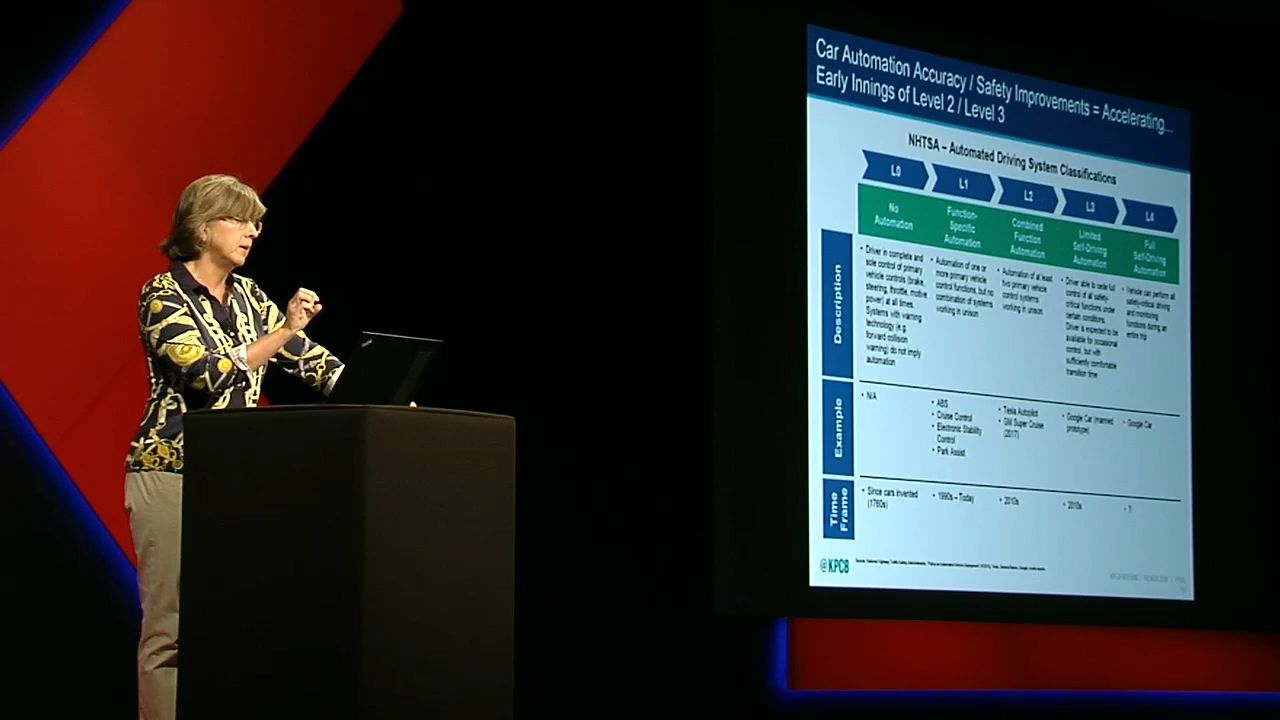 Car Automation Accuracy / Safety Improvements = Accelerating...
Early Innings of Level 2 / Level 3
NHTSA – Automated Driving System Classifications
L0
L1
L2
L3
L4
No
Automation
Function-
Specific
Automation
Combined
Function
Automation
Limited
Self-Driving
Automation
Full
Self-Driving
Automation
Description
• Driver in complete and
sole control of primary
vehicle controls (brake,
steering, throttle, motive
power) at all times.
Systems with warning
technology (e.g.
forward collision
warning) do not imply
automation
• Automation of one or
more primary vehicle
control functions, but no
combination of systems
working in unison
• Automation of at least
two primary vehicle
control systems
working in unison
• Driver able to cede full
control of all safety-
critical functions under
certain conditions.
Driver is expected to be
available for occasional
control, but with
sufficiently comfortable
transition time
• Vehicle can perform all
safety-critical driving
and monitoring
functions during an
entire trip
Example
• N/A
• ABS
• Cruise Control
• Electronic Stability
Control
• Park Assist
• Tesla Autopilot
• GM Super Cruise
(2017)
• Google Car (manned
prototype)
• Google Car
Time
Frame
• Since cars invented
(1760s)
• 1990s – Today
• 2010s
• 2010s
• ?
@KPCB